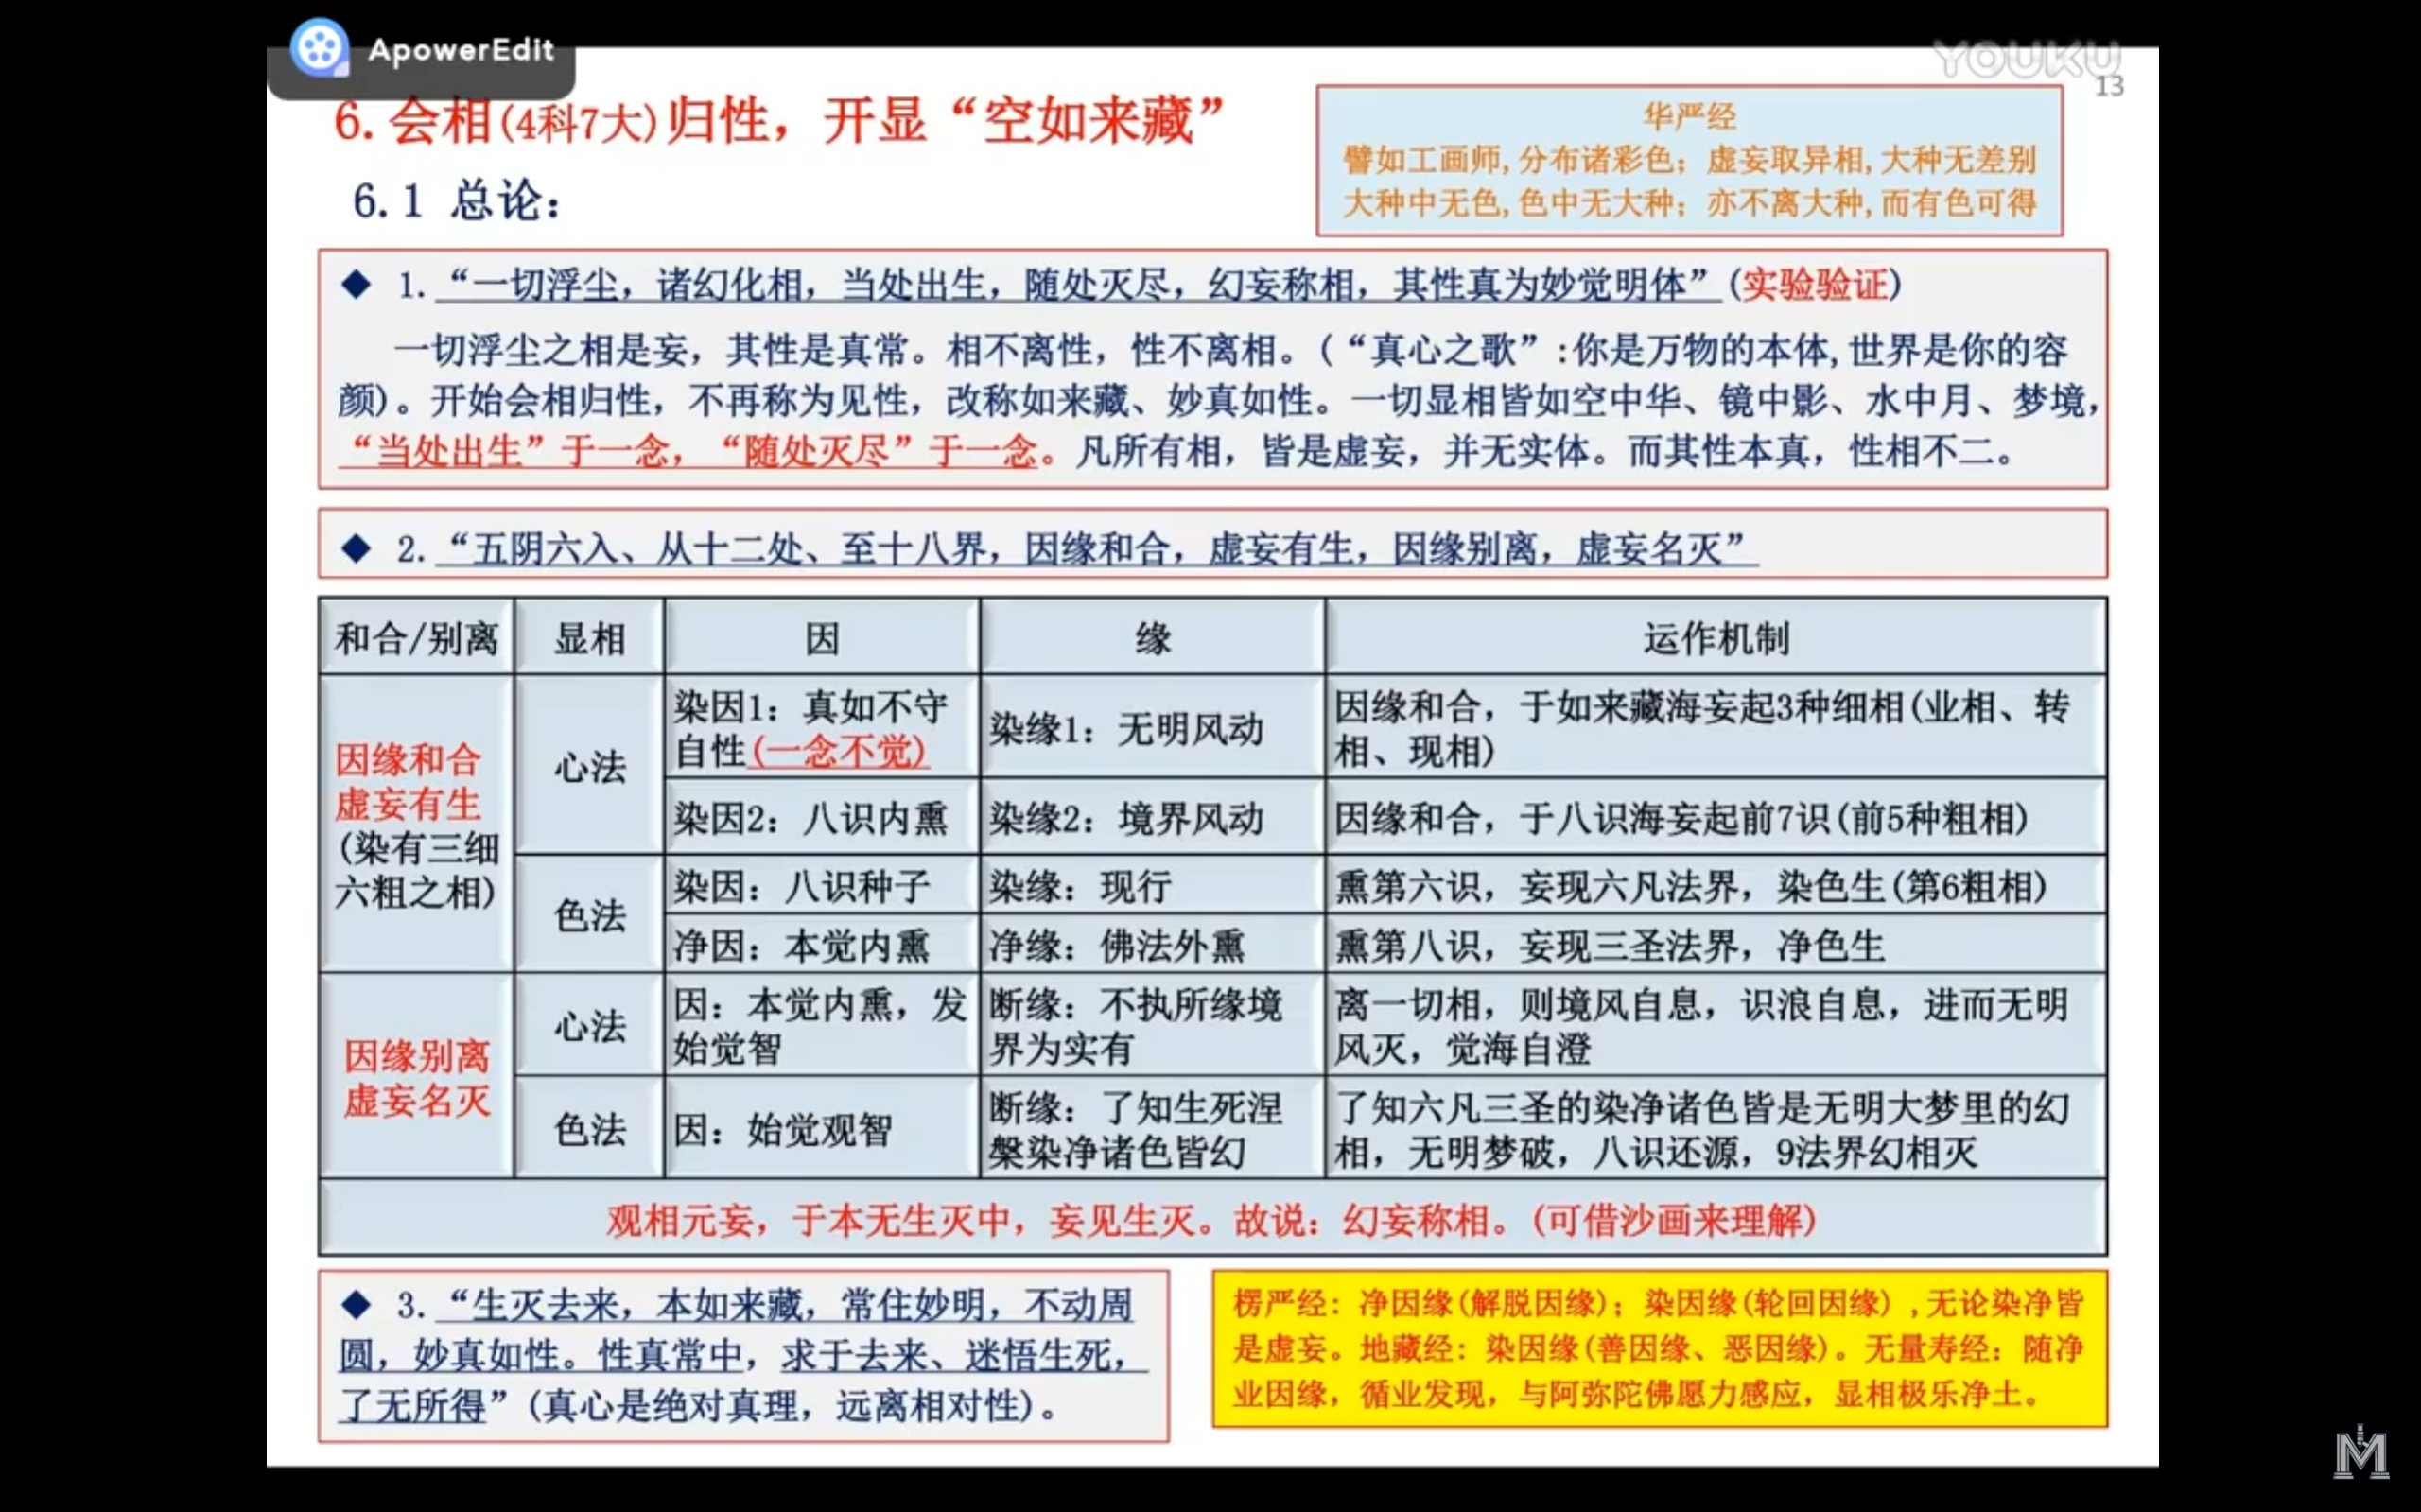 ApowerEdit
YOUKU
13
6.会相(4科7大)归性，开显“空如来藏”
6.1 总论：
华严经
譬如工画师,分布诸彩色；虚妄取异相,大种无差别
大种中无色,色中无大种；亦不离大种,而有色可得
◆ 1.“一切浮尘，诸幻化相，当处出生，随处灭尽，幻妄称相，其性真为妙觉明体”(实验验证)
一切浮尘之相是妄，其性是真常。相不离性，性不离相。(“真心之歌”:你是万物的本体,世界是你的容
颜)。开始会相归性，不再称为见性，改称如来藏、妙真如性。一切显相皆如空中华、镜中影、水中月、梦境，
“当处出生”于一念，“随处灭尽”于一念。凡所有相，皆是虚妄，并无实体。而其性本真，性相不二。
◆ 2.“五阴六入、从十二处、至十八界，因缘和合，虚妄有生，因缘别离，虚妄名灭”
和合/别离 显相 因 缘 运作机制
因缘和合
虚妄有生
(染有三细
六粗之相)
心法
染因1：真如不守
自性(一念不觉)
染缘1：无明风动
因缘和合，于如来藏海妄起3种细相(业相、转
相、现相)
染因2：八识内熏
染缘2：境界风动
因缘和合，于八识海妄起前7识(前5种粗相)
色法
染因：八识种子
染缘：现行
熏第六识，妄现六凡法界，染色生(第6粗相)
净因：本觉内熏
净缘：佛法外熏
熏第八识，妄现三圣法界，净色生
因缘别离
虚妄名灭
心法
因：本觉内熏，发
始觉智
断缘：不执所缘境
界为实有
离一切相，则境风自息，识浪自息，进而无明
风灭，觉海自澄
色法
因：始觉观智
断缘：了知生死涅
槃染净诸色皆幻
了知六凡三圣的染净诸色皆是无明大梦里的幻
相，无明梦破，八识还源，9法界幻相灭
观相元妄，于本无生灭中，妄见生灭。故说：幻妄称相。(可借沙画来理解)
◆ 3.“生灭去来，本如来藏，常住妙明，不动周
圆，妙真如性。性真常中，求于去来、迷悟生死，
了无所得”(真心是绝对真理，远离相对性)。
楞严经：净因缘(解脱因缘)；染因缘(轮回因缘),无论染净皆
是虚妄。地藏经：染因缘(善因缘、恶因缘)。无量寿经：随净
业因缘，循业发现，与阿弥陀佛愿力感应，显相极乐净土。
M